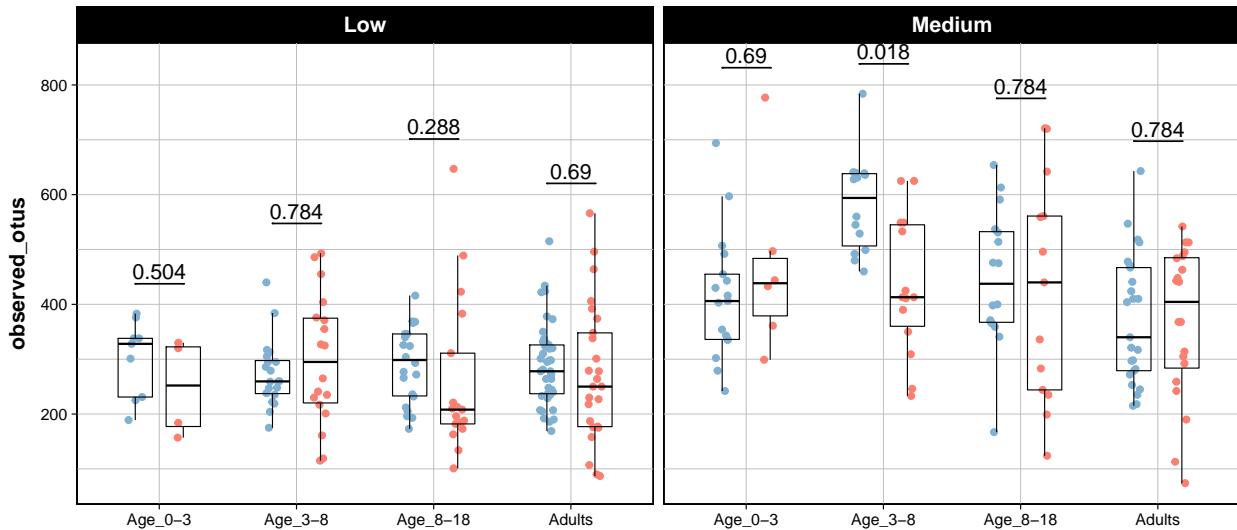 Low
Medium
observed_otus
800
600
400
200
0.504
0.784
0.288
0.69
0.69
0.018
0.784
0.784
Age_0−3
Age_3−8
Age_8−18
Adults
Age_0−3
Age_3−8
Age_8−18
Adults